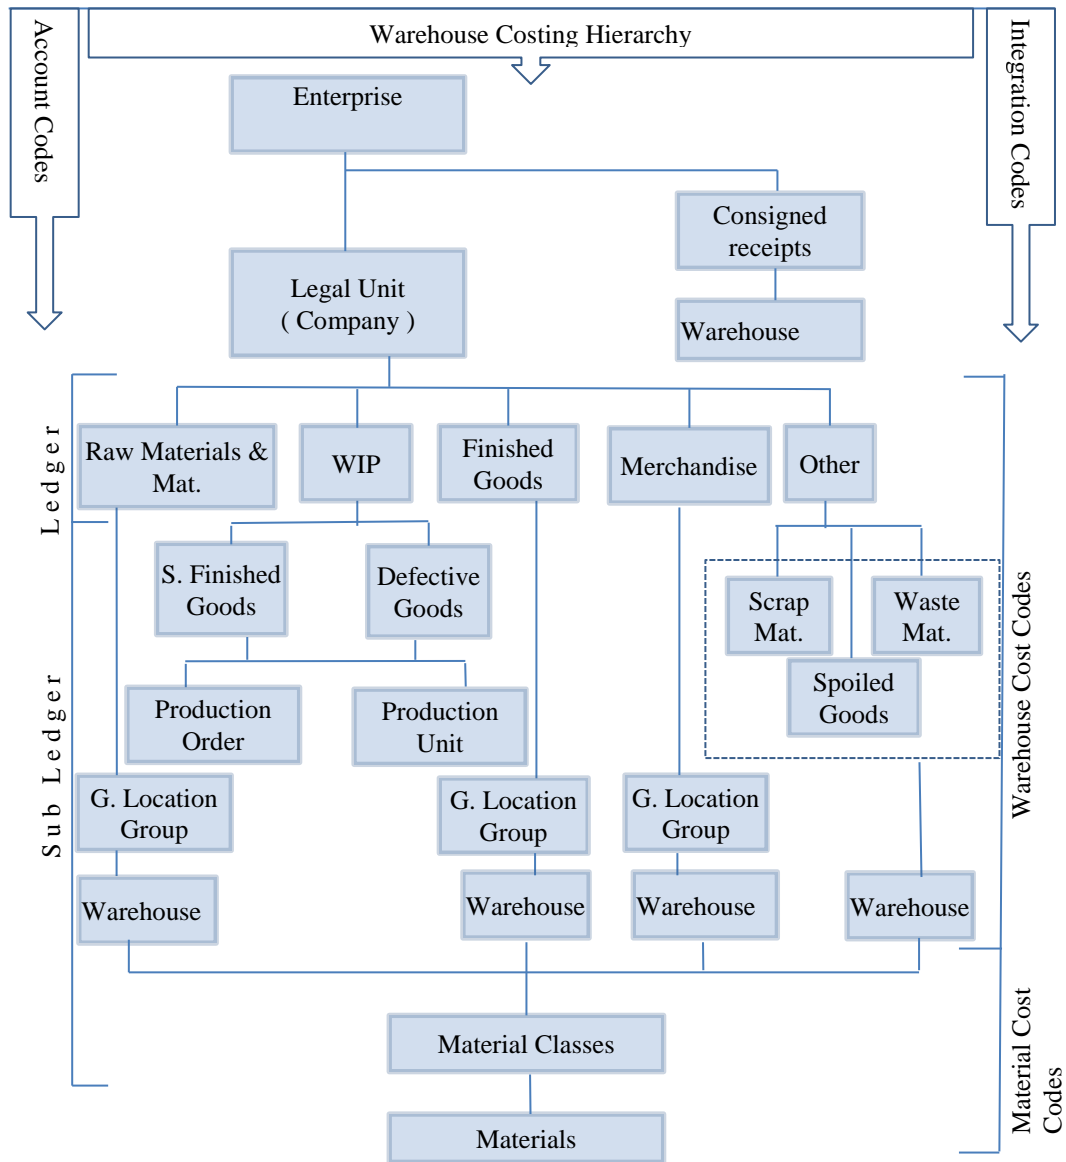 Warehouse Costing Hierarchy
Account Codes
Integration Codes
Enterprise
Consigned
receipts
Legal Unit
( Company )
Warehouse
Ledger
Raw Materials &
Mat.
WIP
Finished
Goods
Merchandise
Other
S. Finished
Goods
Defective
Goods
Scrap
Mat.
Waste
Mat.
Spoiled
Goods
Production
Order
Production
Unit
Sub Ledger
Warehouse Cost Codes
G. Location
Group
G. Location
Group
G. Location
Group
Warehouse
Warehouse
Warehouse
Warehouse
Material Classes
Materials
Material Cost
Codes